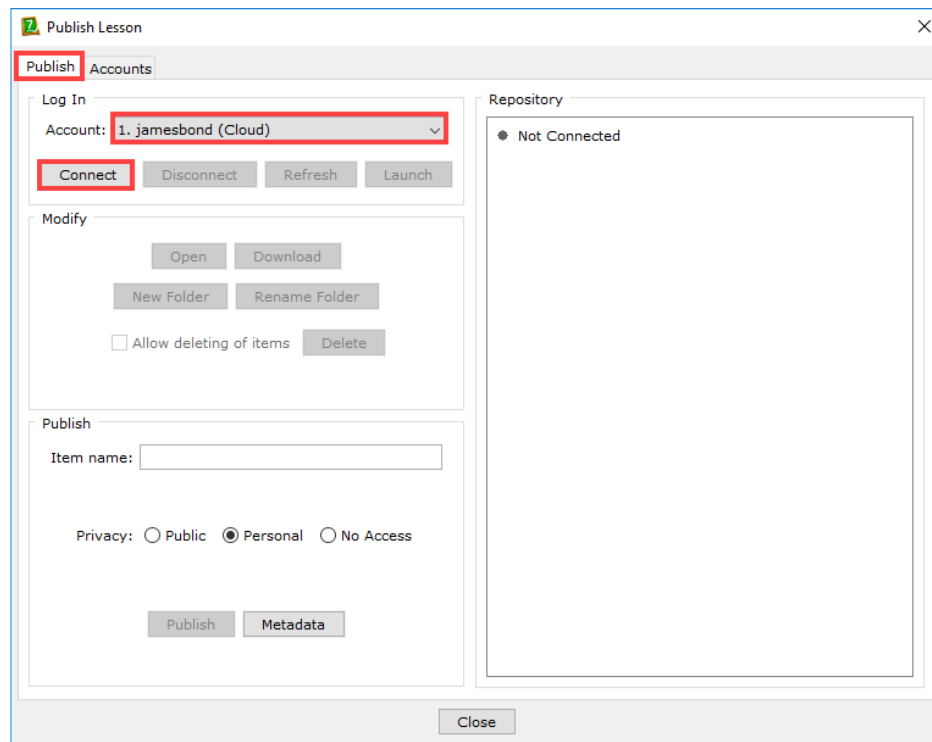 7 Publish Lesson
Publish Accounts
Log In
Account: 1. jamesbond (Cloud)
Connect Disconnect Refresh Launch
Modify
Open Download
New Folder Rename Folder
Allow deleting of items Delete
Publish
Item name:
Privacy: Public Personal No Access
Publish Metadata
Repository
Not Connected
Close